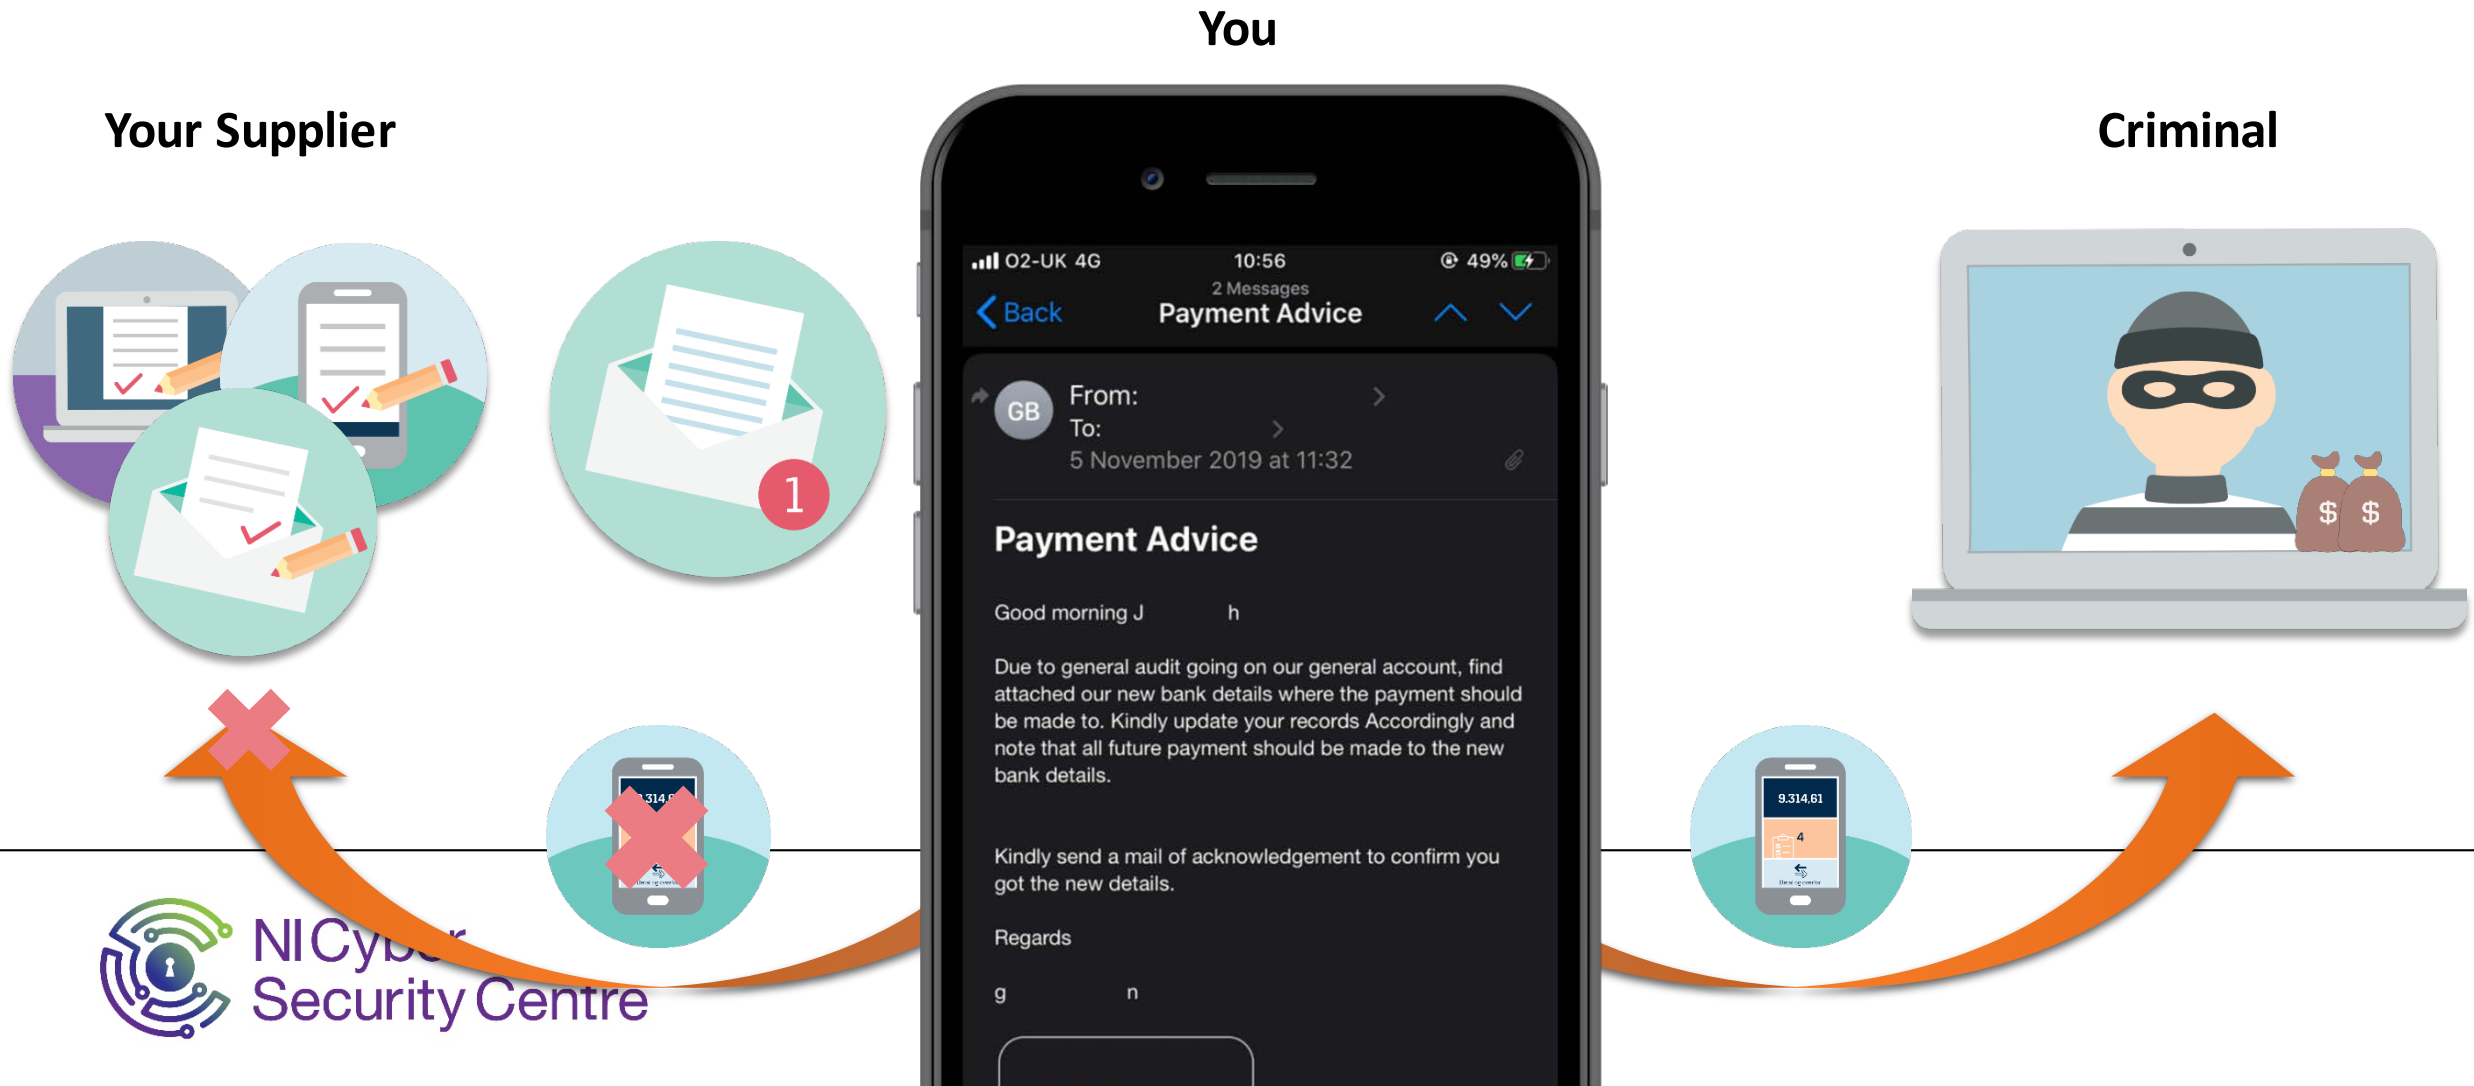 You
Your Supplier
Criminal
O2-UK 4G
10:56
49%
2 Messages
Back
Payment Advice
GB
From:
To:
5 November 2019 at 11:32
1
Payment Advice
$ $
Good morning J h
Due to general audit going on our general account, find
attached our new bank details where the payment should
be made to. Kindly update your records Accordingly and
note that all future payment should be made to the new
bank details.
Kindly send a mail of acknowledgement to confirm you
got the new details.
Regards
g n
9.314,61
4
NI Cyber
Security Centre